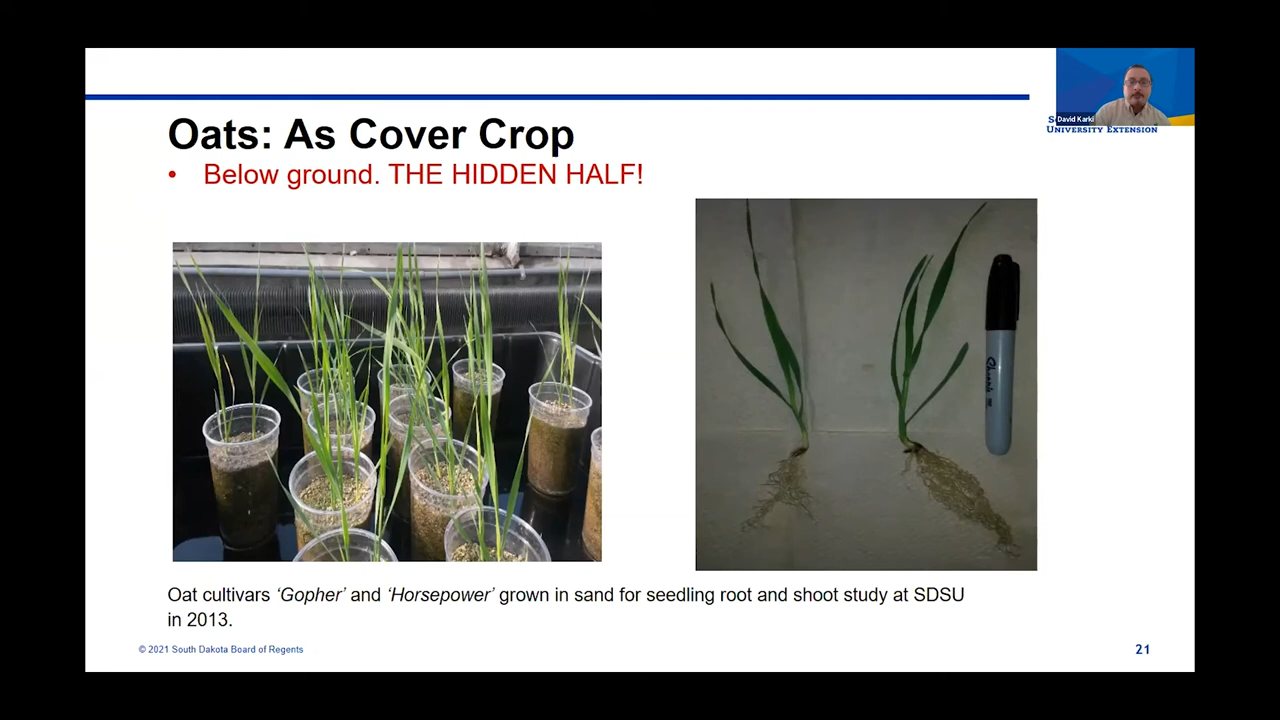 David Karki
UNIVERSITY EXTENSION
Oats: As Cover Crop
• Below ground. THE HIDDEN HALF!
Sharpie
Oat cultivars ‘Gopher’ and ‘Horsepower’ grown in sand for seedling root and shoot study at SDSU
in 2013.
© 2021 South Dakota Board of Regents
21